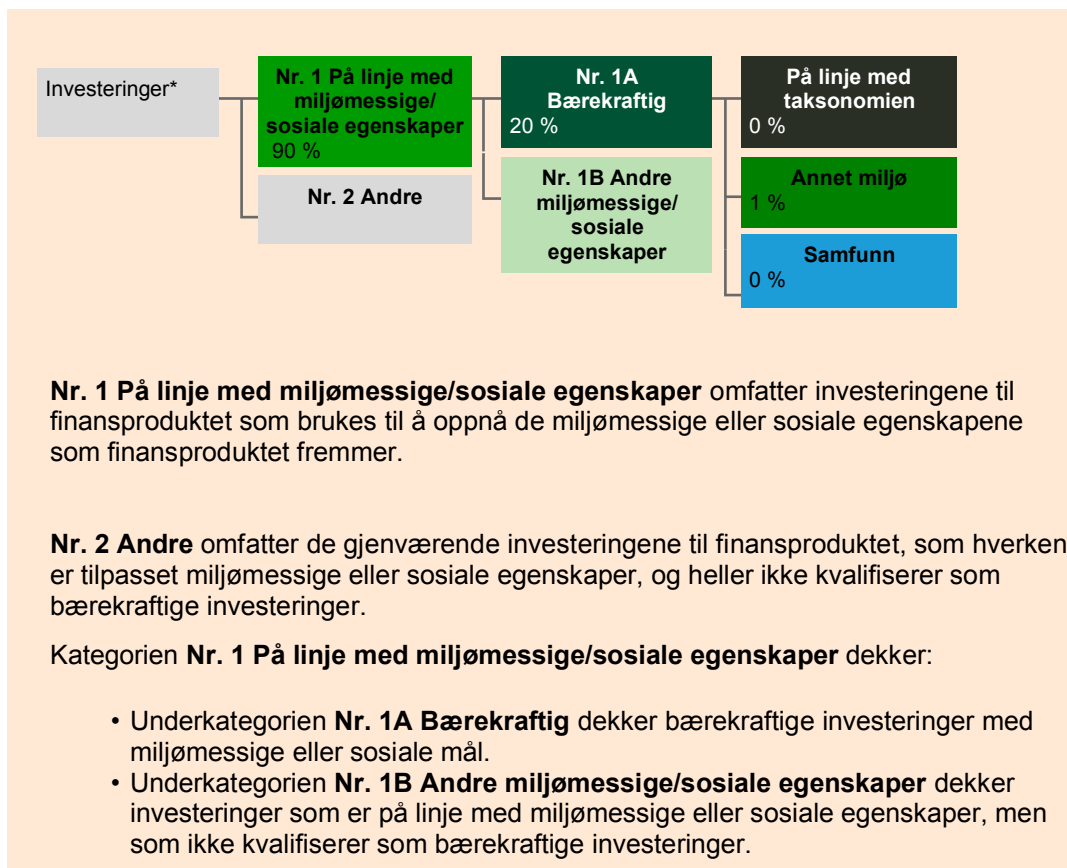 Investeringer*
Nr. 1 På linje med
miljømessige/
sosiale egenskaper
90 %
Nr. 2 Andre
Nr. 1A
Bærekraftig
20 %
Nr. 1B Andre
miljømessige/
sosiale
egenskaper
På linje med
taksonomien
0 %
Annet miljø
1 %
Samfunn
0 %
Nr. 1 På linje med miljømessige/sosiale egenskaper omfatter investeringene til
finansproduktet som brukes til å oppnå de miljømessige eller sosiale egenskapene
som finansproduktet fremmer.
Nr. 2 Andre omfatter de gjenværende investeringene til finansproduktet, som hverken
er tilpasset miljømessige eller sosiale egenskaper, og heller ikke kvalifiserer som
bærekraftige investeringer.
Kategorien Nr. 1 På linje med miljømessige/sosiale egenskaper dekker:
• Underkategorien Nr. 1A Bærekraftig dekker bærekraftige investeringer med
miljømessige eller sosiale mål.
• Underkategorien Nr. 1B Andre miljømessige/sosiale egenskaper dekker
investeringer som er på linje med miljømessige eller sosiale egenskaper, men
som ikke kvalifiserer som bærekraftige investeringer.